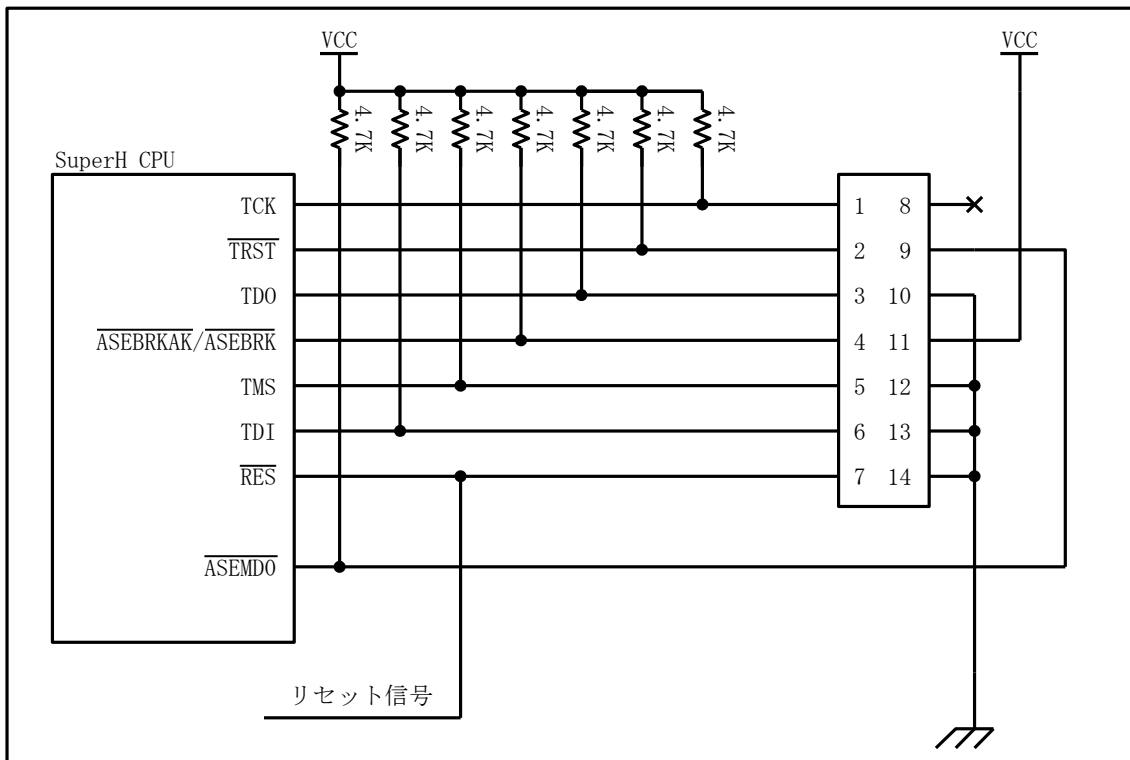 VCC
VCC
4.7K
4.7K
4.7K
4.7K
4.7K
4.7K
4.7K
SuperH CPU
TCK
1
8
TRST
2
9
TDO
3
10
ASEBRKAK/ASEBRK
4
11
TMS
5
12
TDI
6
13
RES
7
14
ASEMDO
リセット信号